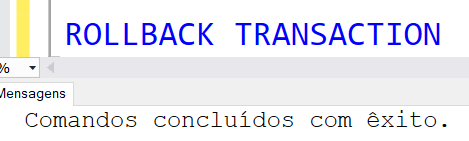 ROLLBACK TRANSACTION
%
Mensagens
Comandos concluídos com êxito.